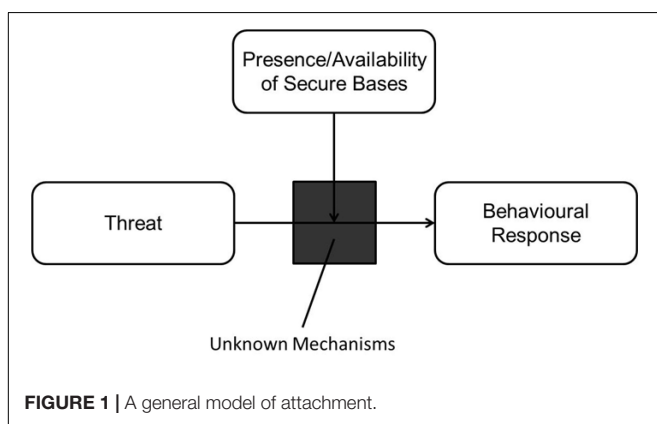 Presence/Availability
of Secure Bases
Threat
Behavioural
Response
Unknown Mechanisms
FIGURE 1 | A general model of attachment.